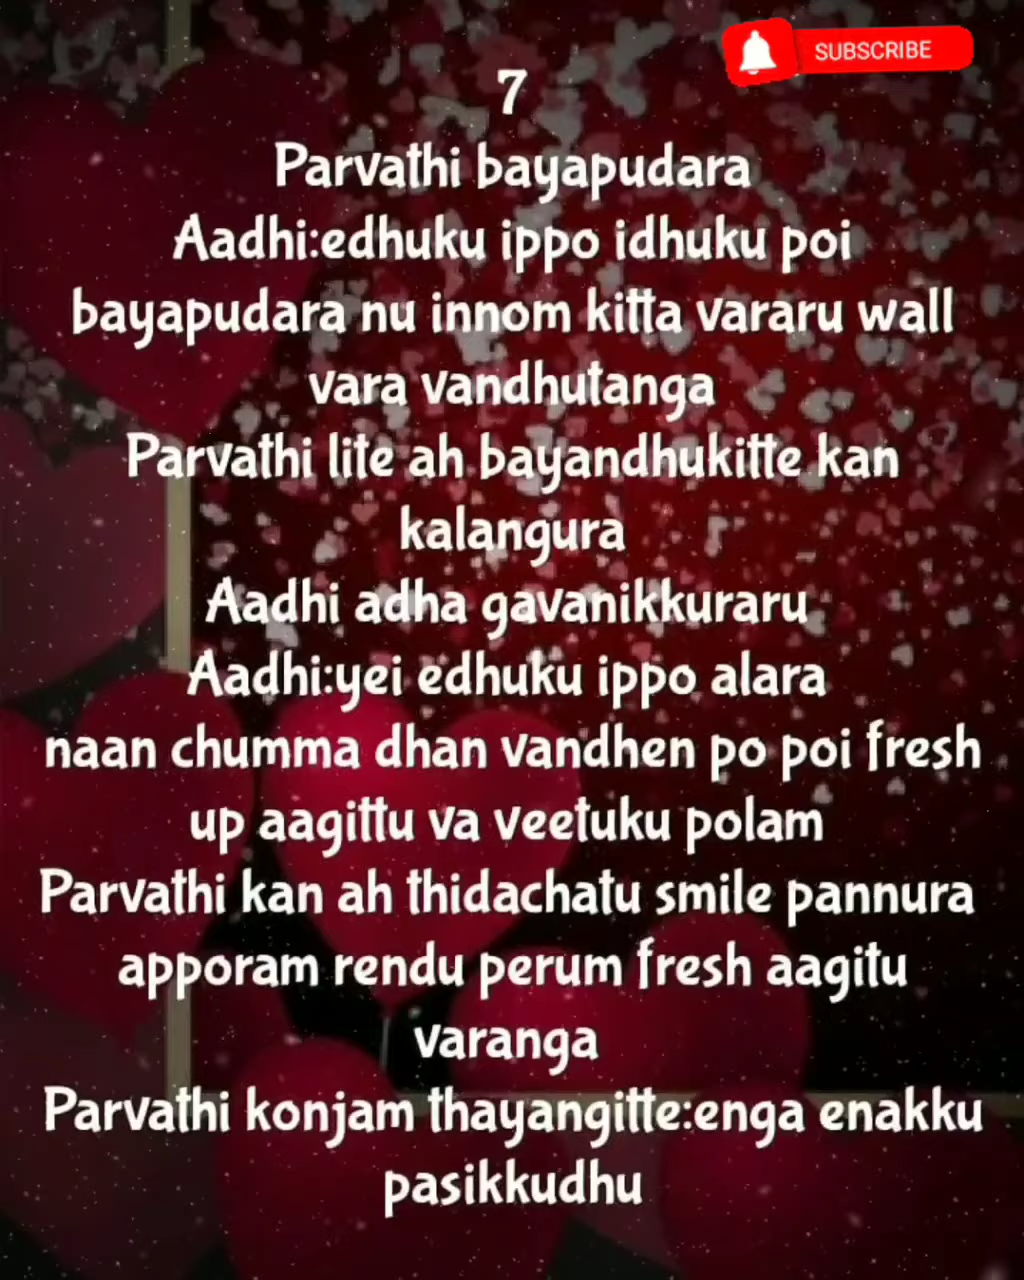 SUBSCRIBE
7
Parvathi bayapudara
Aadhi:edhuku ippo idhuku poi
bayapudara nu innom kitta vararu wall
vara vandhutanga
Parvathi lite ah bayandhukitte kan
kalangura
Aadhi adha gavanikkuraru
Aadhi:yei edhuku ippo alara
naan chumma dhan vandhen po poi fresh
up aagittu va veetuku polam
Parvathi kan ah thidachatu smile pannura
apporam rendu perum fresh aagitu
varanga
Parvathi konjam thayangitte:enga enakku
pasikkudhu